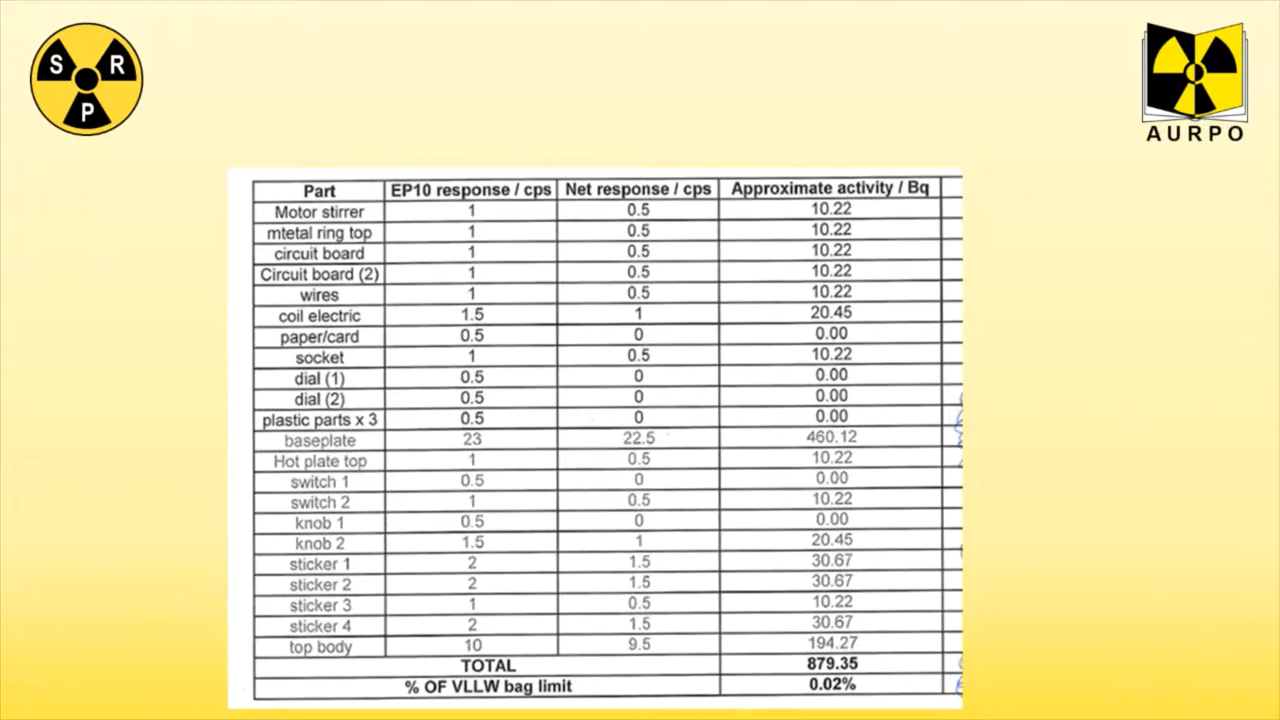 S R
P
AURPO
Part EP10 response / cps Net response / cps Approximate activity / Bq
Motor stirrer 1 0.5 10.22
mtetal ring top 1 0.5 10.22
circuit board 1 0.5 10.22
Circuit board (2) 1 0.5 10.22
wires 1 0.5 10.22
coil electric 1.5 1 20.45
paper/card 0.5 0 0.00
socket 1 0.5 10.22
dial (1) 0.5 0 0.00
dial (2) 0.5 0 0.00
plastic parts x 3 0.5 0 0.00
baseplate 23 22.5 460.12
Hot plate top 1 0.5 10.22
switch 1 0.5 0 0.00
switch 2 1 0.5 10.22
knob 1 0.5 0 0.00
knob 2 1.5 1 20.45
sticker 1 2 1.5 30.67
sticker 2 2 1.5 30.67
sticker 3 1 0.5 10.22
sticker 4 2 1.5 30.67
top body 10 9.5 194.27
TOTAL 879.35
% OF VLLW bag limit 0.02%